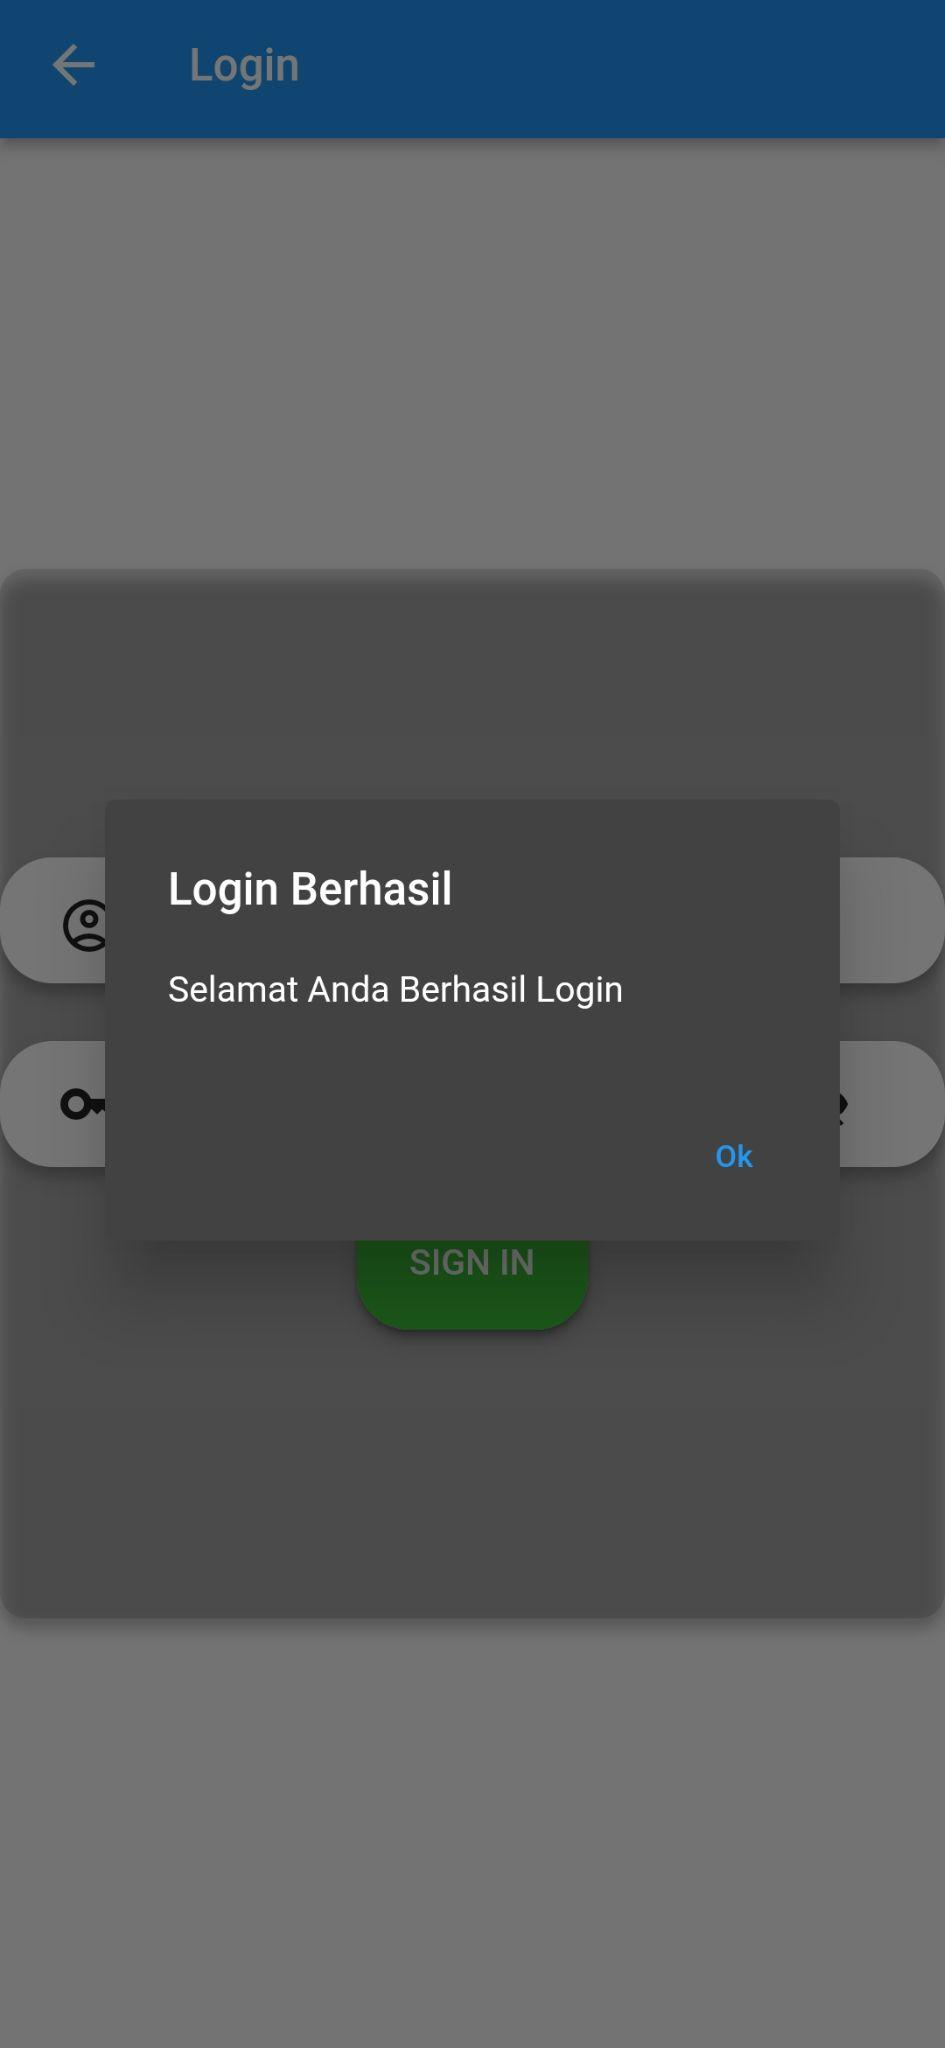 Login
Login Berhasil
Selamat Anda Berhasil Login
Ok
SIGN IN